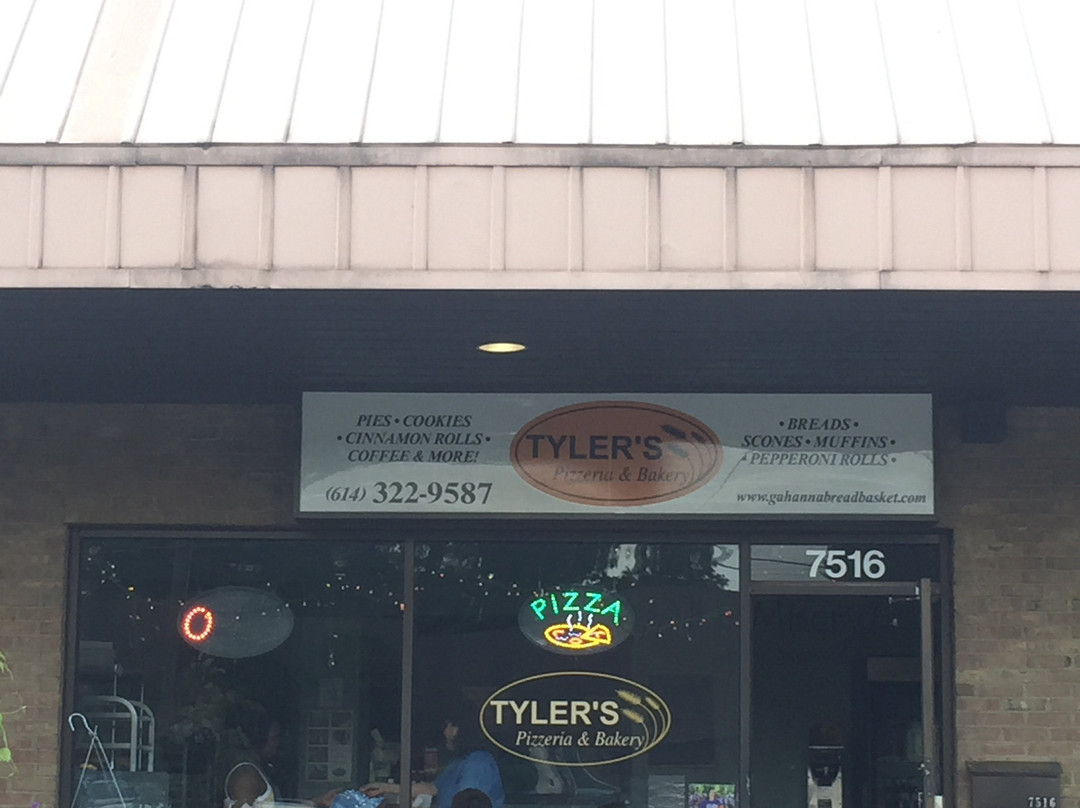 PIES • COOKIES
• CINNAMON ROLLS •
COFFEE & MORE!
(614) 322-9587
TYLER'S
Pizzeria & Bakery
• BREADS •
SCONES • MUFFINS •
• PEPPERONI ROLLS •
www.gahannabreadbasket.com
7516
O
PIZZA
TYLER'S
Pizzeria & Bakery
7516